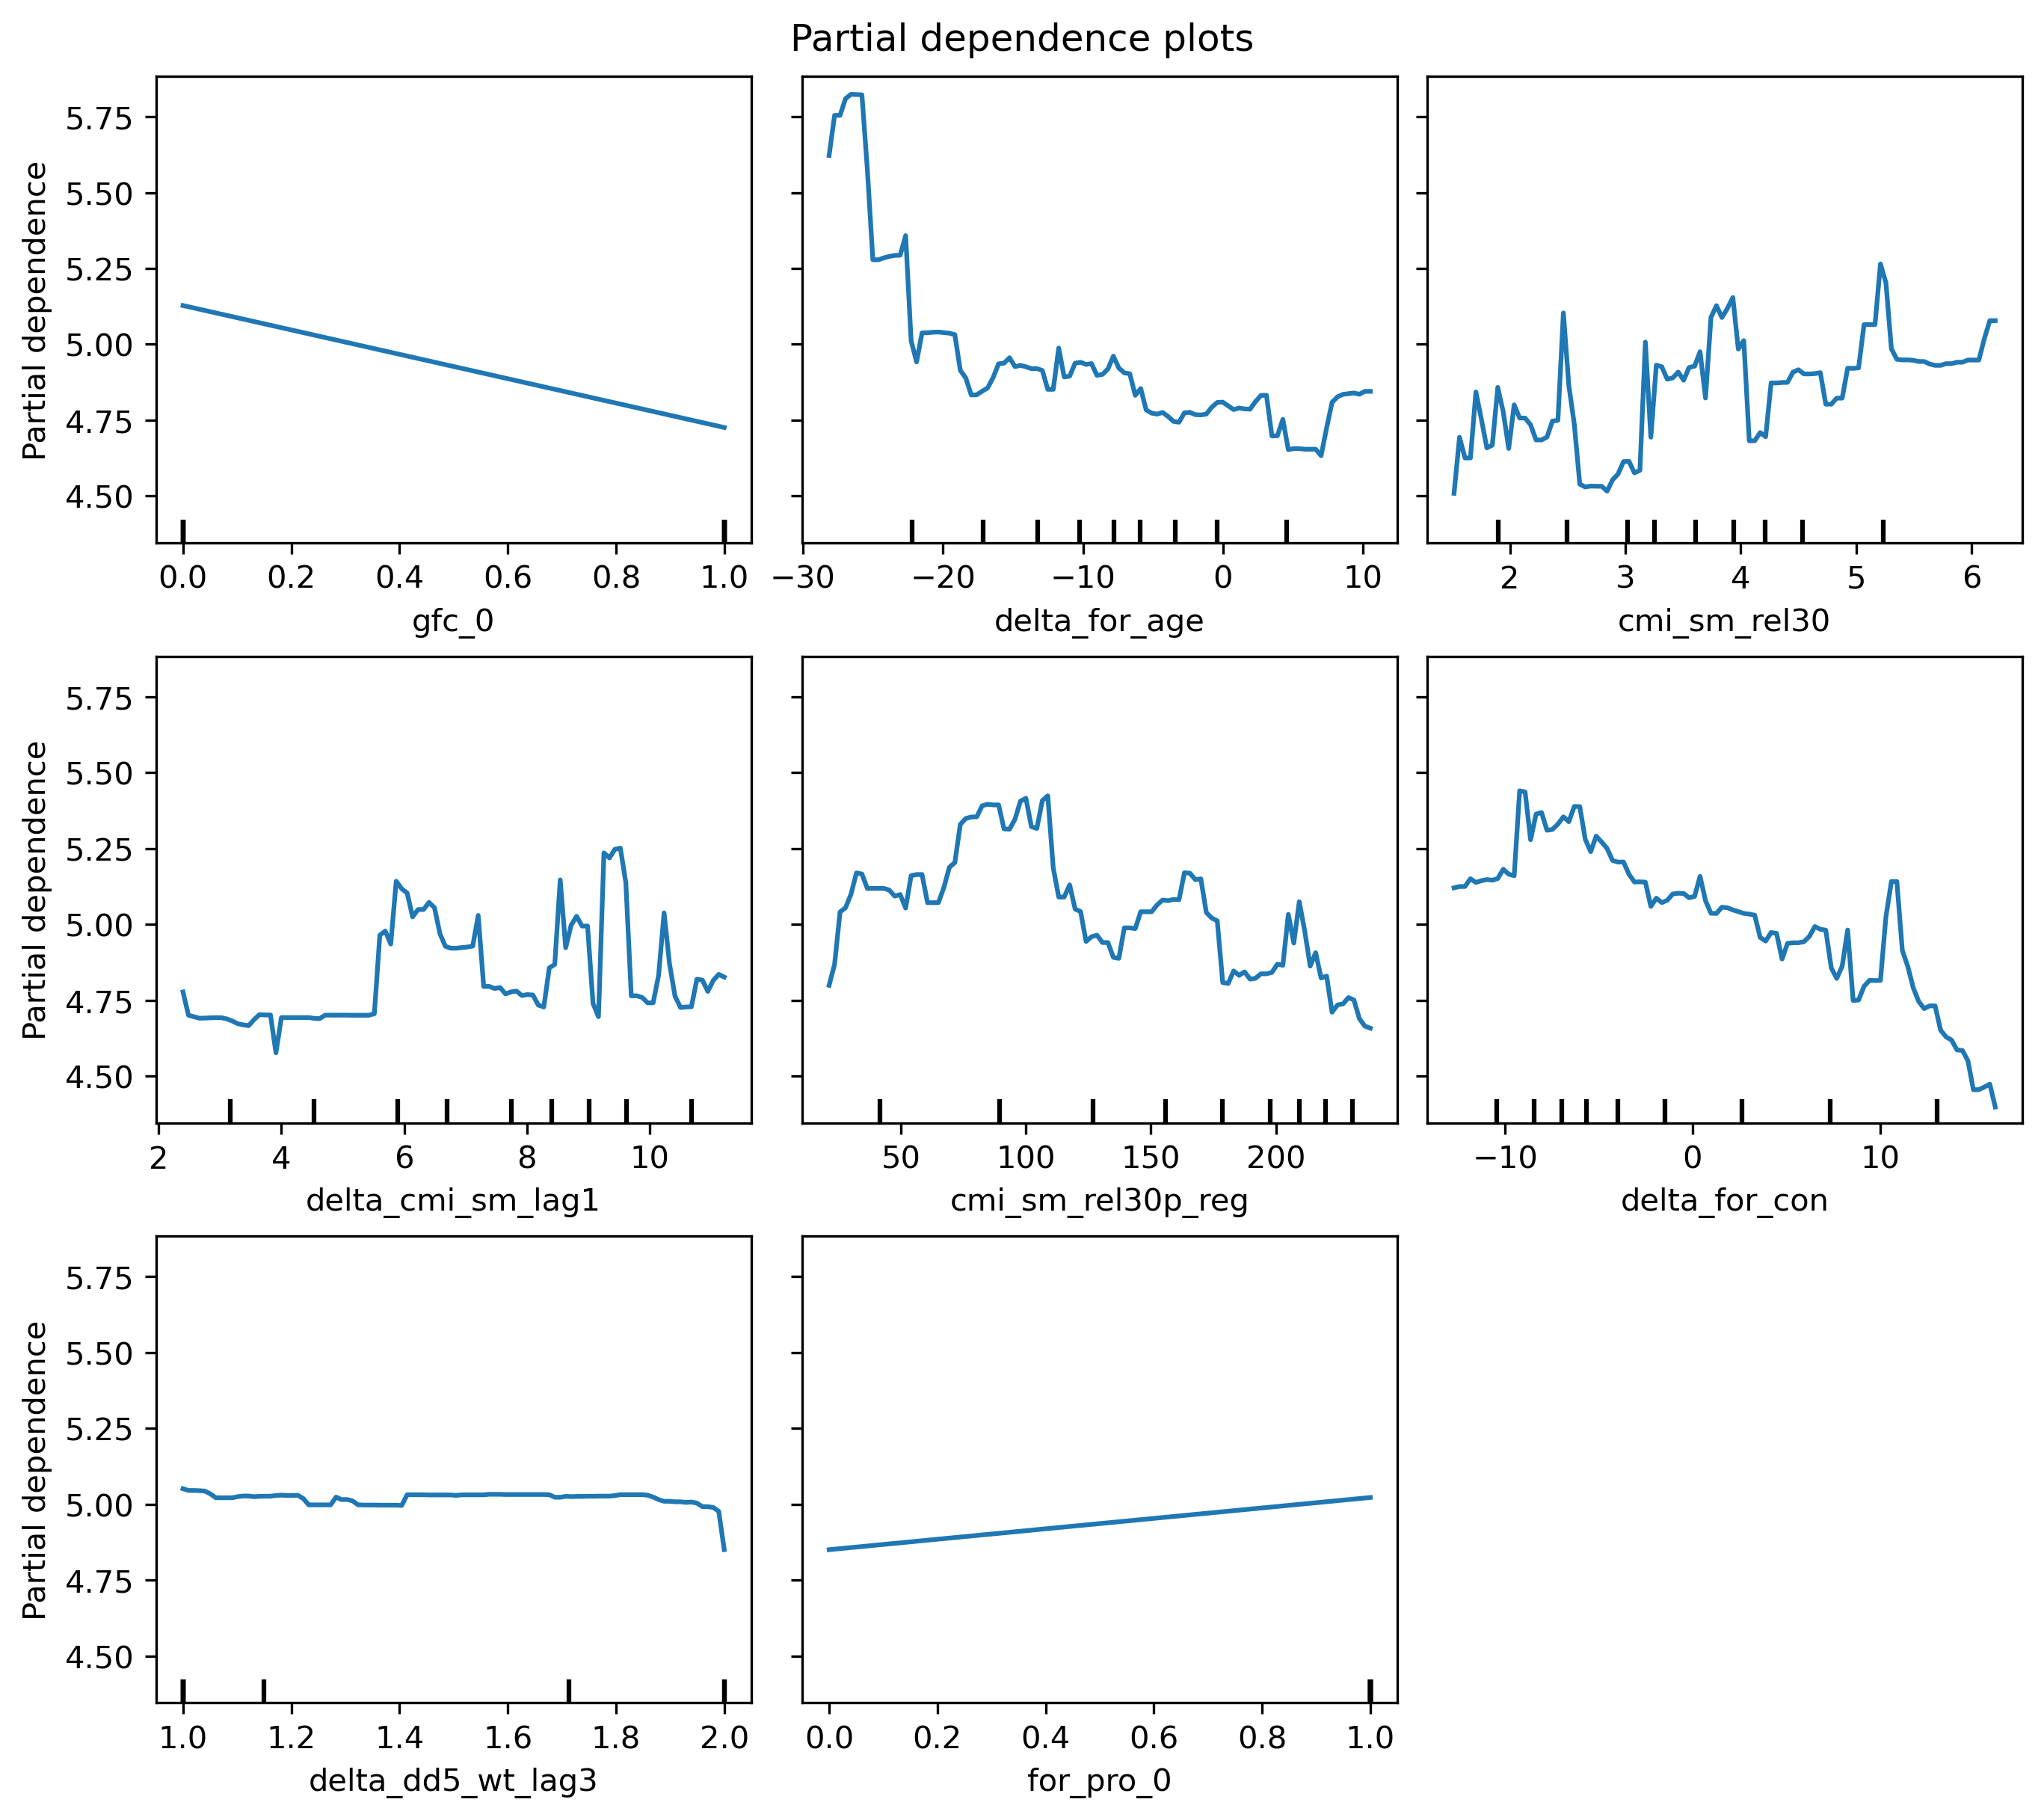 Partial dependence plots
Partial dependence
5.75
5.50
5.25
5.00
4.75
4.50
0.0 0.2 0.4 0.6 0.8 1.0
gfc_0
−30 −20 −10 0 10
delta_for_age
2 3 4 5 6
cmi_sm_rel30
Partial dependence
5.75
5.50
5.25
5.00
4.75
4.50
2 4 6 8 10
delta_cmi_sm_lag1
50 100 150 200
cmi_sm_rel30p_reg
−10 0 10
delta_for_con
Partial dependence
5.75
5.50
5.25
5.00
4.75
4.50
1.0 1.2 1.4 1.6 1.8 2.0
delta_dd5_wt_lag3
0.0 0.2 0.4 0.6 0.8 1.0
for_pro_0